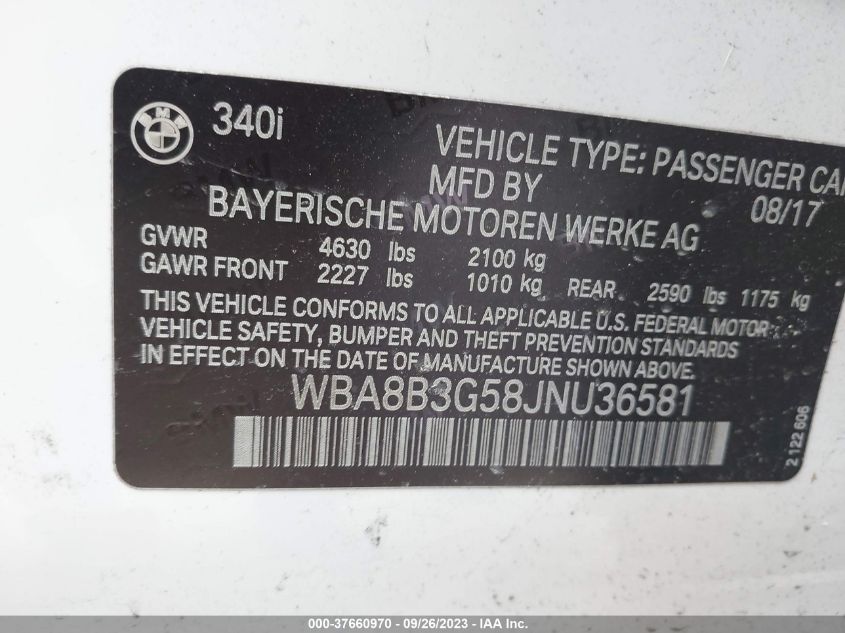 BMW
340i
VEHICLE TYPE: PASSENGER CAR
MFD BY
08/17
BAYERISCHE MOTOREN WERKE AG
GVWR 4630 lbs 2100 kg
GAWR FRONT 2227 lbs 1010 kg REAR 2590 lbs 1175 kg
THIS VEHICLE CONFORMS TO ALL APPLICABLE U.S. FEDERAL MOTOR
VEHICLE SAFETY, BUMPER AND THEFT PREVENTION STANDARDS
IN EFFECT ON THE DATE OF MANUFACTURE SHOWN ABOVE.
WBA8B3G58JNU36581
2 122 606
000-37660970 - 09/26/2023 - IAA Inc.